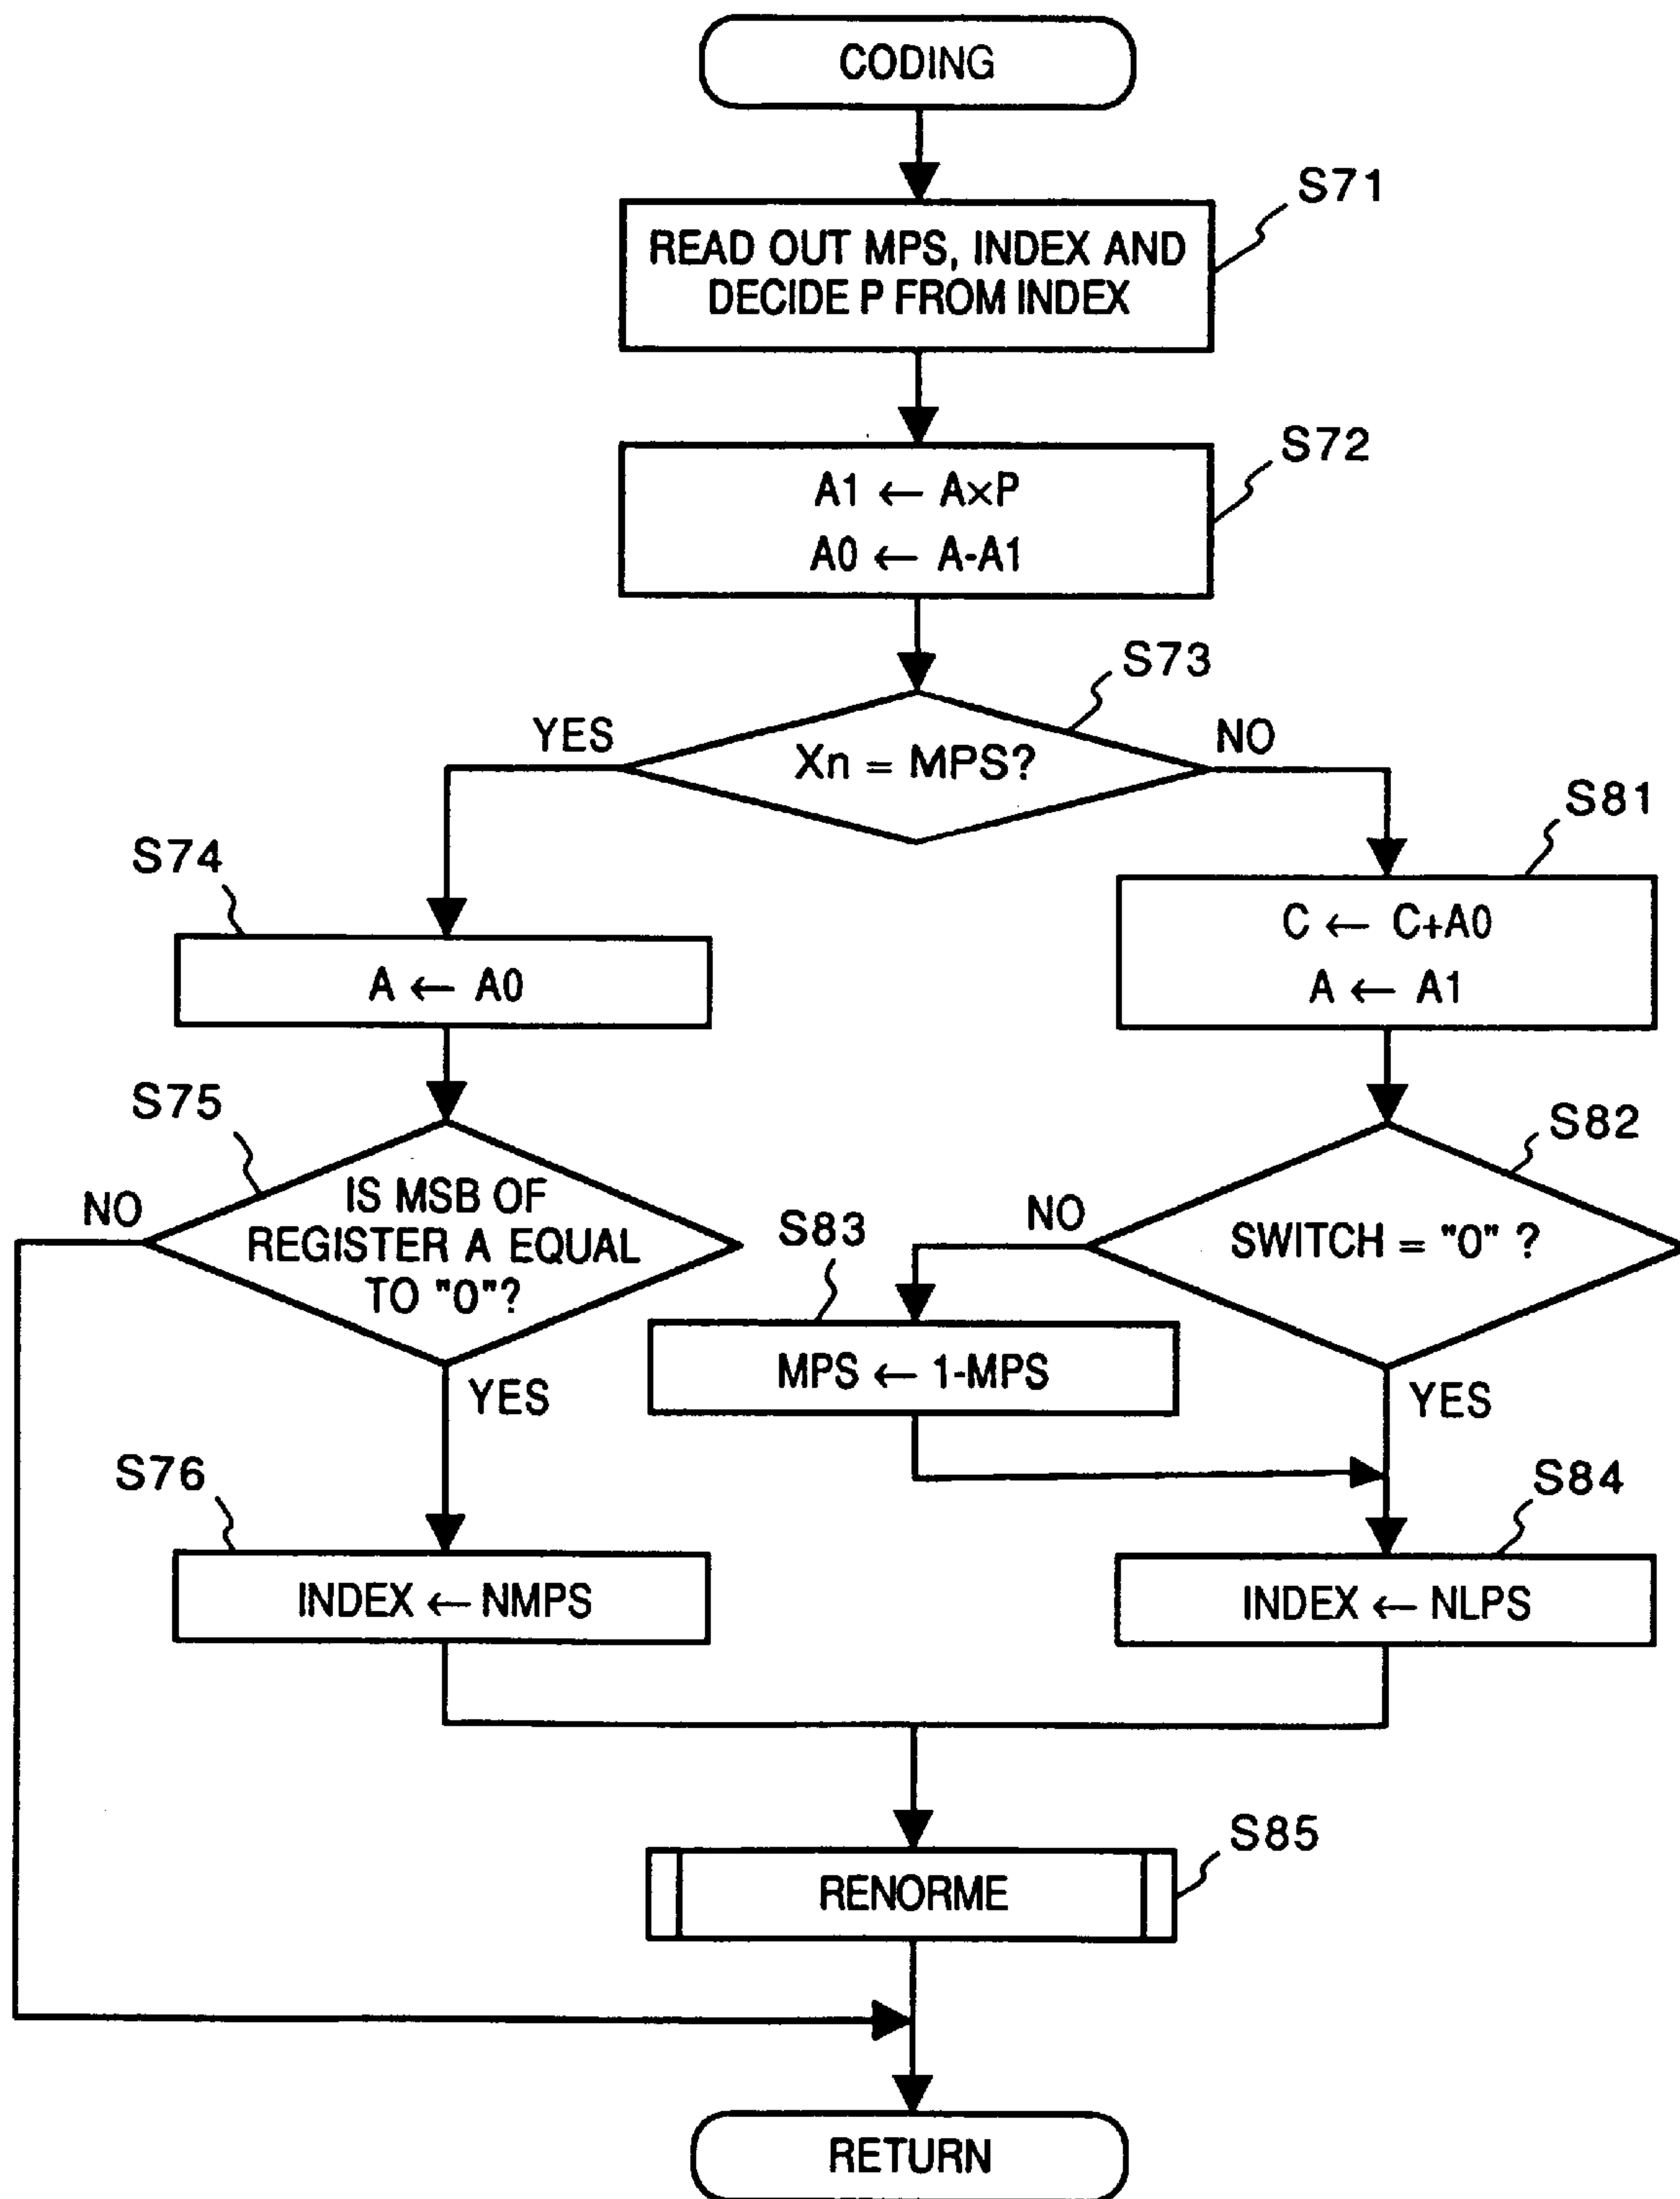 CODING
S71
READ OUT MPS, INDEX AND
DECIDE P FROM INDEX
S72
A1 ← A×P
A0 ← A-A1
S73
YES
Xn = MPS?
NO
S74
A ← A0
S81
C ← C+A0
A ← A1
S75
NO
IS MSB OF
REGISTER A EQUAL
TO "0"?
YES
S82
NO
SWITCH = "0" ?
YES
S83
MPS ← 1-MPS
S76
INDEX ← NMPS
S84
INDEX ← NLPS
S85
RENORME
RETURN